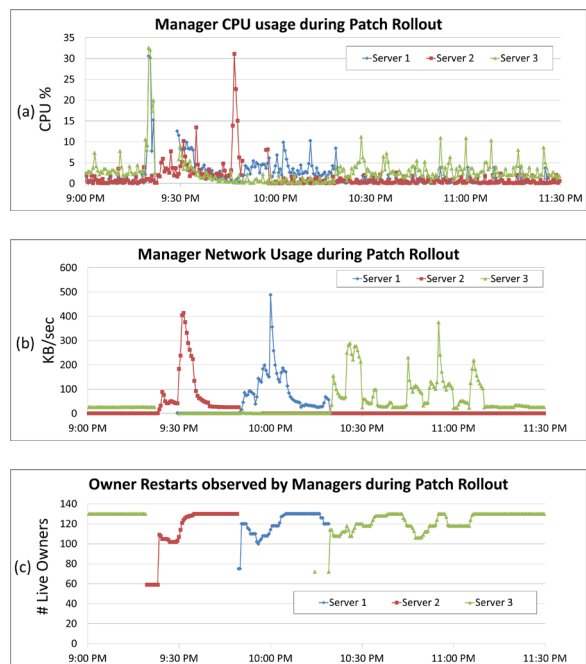 Manager CPU usage during Patch Rollout
35
30
25
20
15
10
5
0
(a)
CPU %
Server 1 Server 2 Server 3
9:00 PM 9:30 PM 10:00 PM 10:30 PM 11:00 PM 11:30 PM
Manager Network Usage during Patch Rollout
600
500
400
300
200
100
0
(b)
KB/sec
Server 1 Server 2 Server 3
9:00 PM 9:30 PM 10:00 PM 10:30 PM 11:00 PM 11:30 PM
Owner Restarts observed by Managers during Patch Rollout
140
120
100
80
60
40
20
0
(c)
# Live Owners
Server 1 Server 2 Server 3
9:00 PM 9:30 PM 10:00 PM 10:30 PM 11:00 PM 11:30 PM